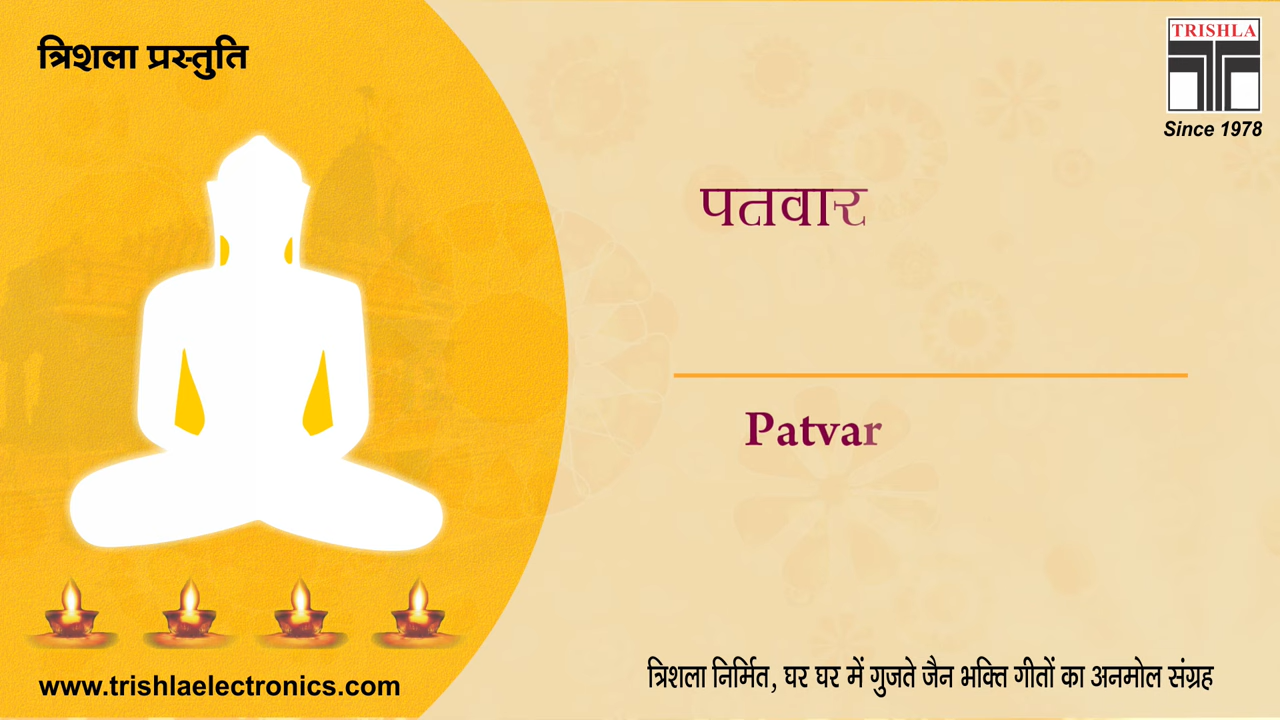 त्रिशला प्रस्तुति
TRISHLA
Since 1978
पतवार
Patvar
www.trishlaelectronics.com
त्रिशला निर्मित, घर घर में गुजते जैन भक्ति गीतों का अनमोल संग्रह